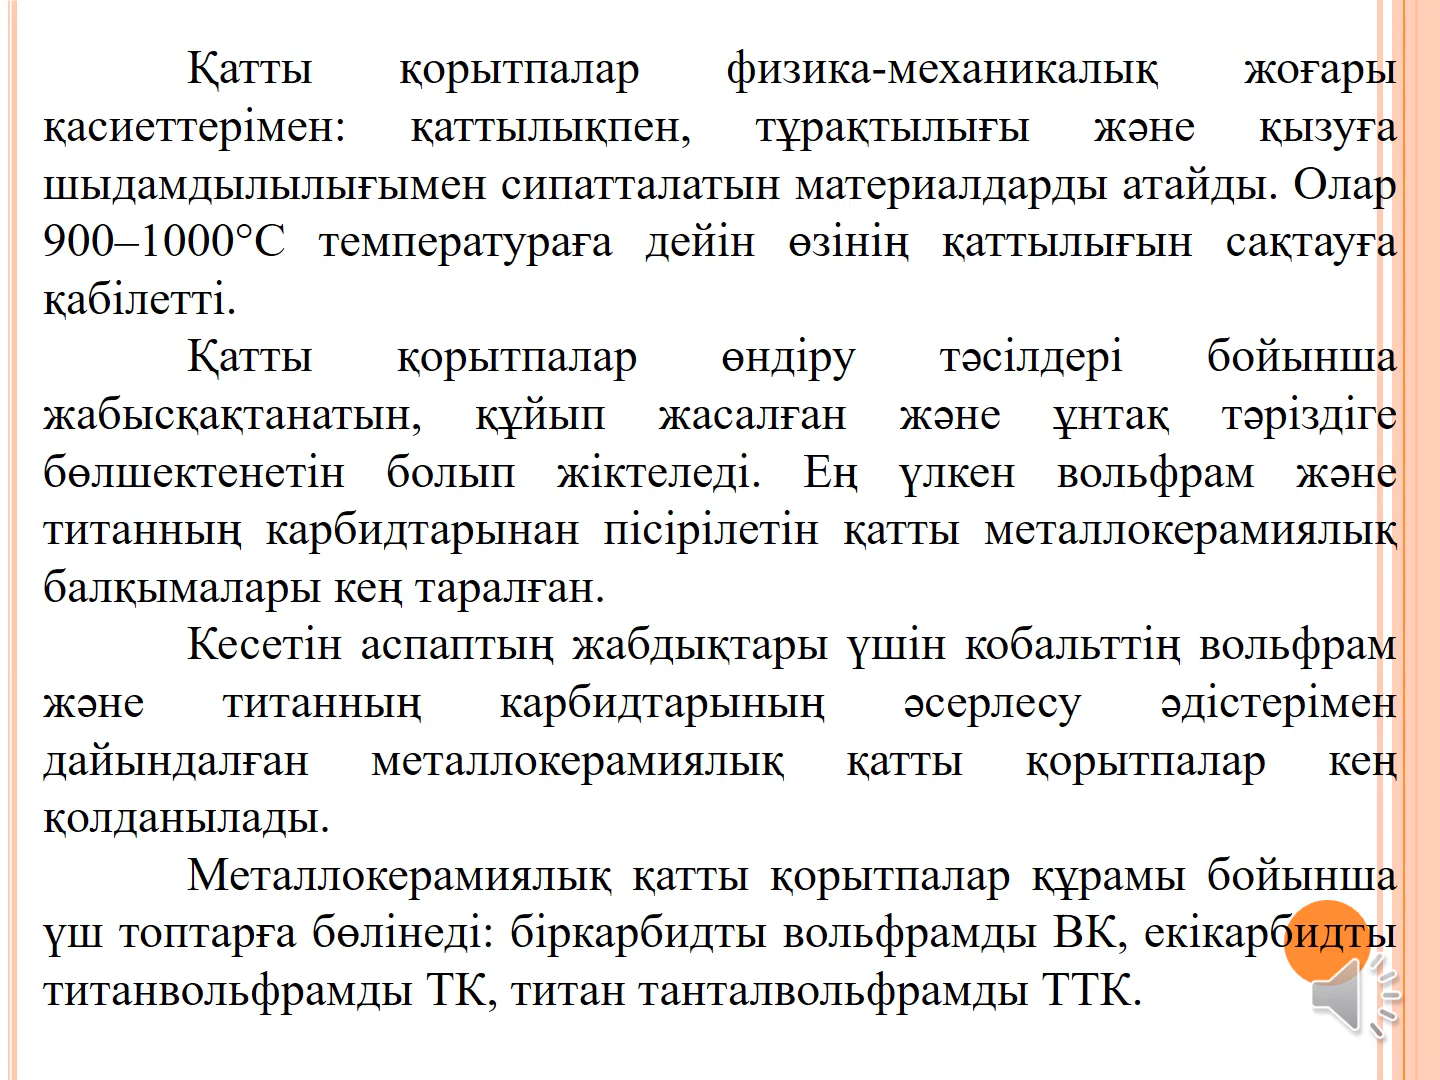 Қатты қорытпалар физика-механикалық жоғары
қасиеттерімен: қаттылықпен, тұрақтылығы және қызуға
шыдамдылылығымен сипатталатын материалдарды атайды. Олар
900–1000°С температураға дейін өзінің қаттылығын сақтауға
қабілетті.
Қатты қорытпалар өндіру тәсілдері бойынша
жабысқақтанатын, құйып жасалған және ұнтақ тәріздіге
бөлшектенетін болып жіктеледі. Ең үлкен вольфрам және
титанның карбидтарынан пісірілетін қатты металлокерамиялық
балқымалары кең таралған.
Кесетін аспаптың жабдықтары үшін кобальттің вольфрам
және титанның карбидтарының әсерлесу әдістерімен
дайындалған металлокерамиялық қатты қорытпалар кең
қолданылады.
Металлокерамиялық қатты қорытпалар құрамы бойынша
үш топтарға бөлінеді: біркарбидты вольфрамды ВК, екікарбидты
титанвольфрамды ТК, титан танталвольфрамды ТТК.